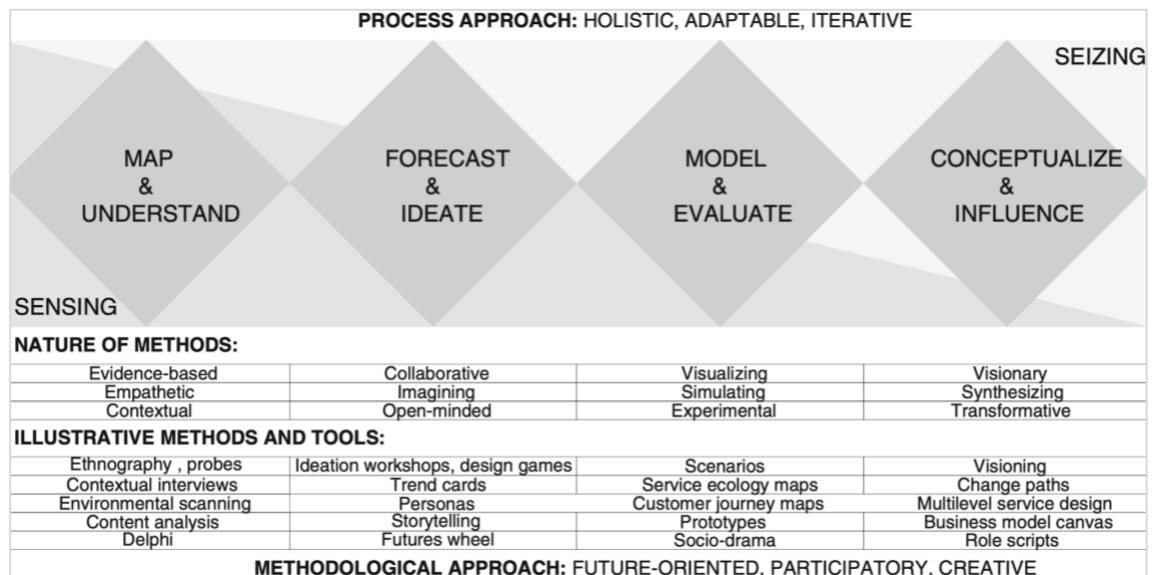 PROCESS APPROACH: HOLISTIC, ADAPTABLE, ITERATIVE
SEIZING
MAP & UNDERSTAND
FORECAST & IDEATE
MODEL & EVALUATE
CONCEPTUALIZE & INFLUENCE
SENSING
NATURE OF METHODS:
Evidence-based Collaborative Visualizing Visionary
Empathetic Imagining Simulating Synthesizing
Contextual Open-minded Experimental Transformative
ILLUSTRATIVE METHODS AND TOOLS:
Ethnography , probes Ideation workshops, design games Scenarios Visioning
Contextual interviews Trend cards Service ecology maps Change paths
Environmental scanning Personas Customer journey maps Multilevel service design
Content analysis Storytelling Prototypes Business model canvas
Delphi Futures wheel Socio-drama Role scripts
METHODOLOGICAL APPROACH: FUTURE-ORIENTED, PARTICIPATORY, CREATIVE